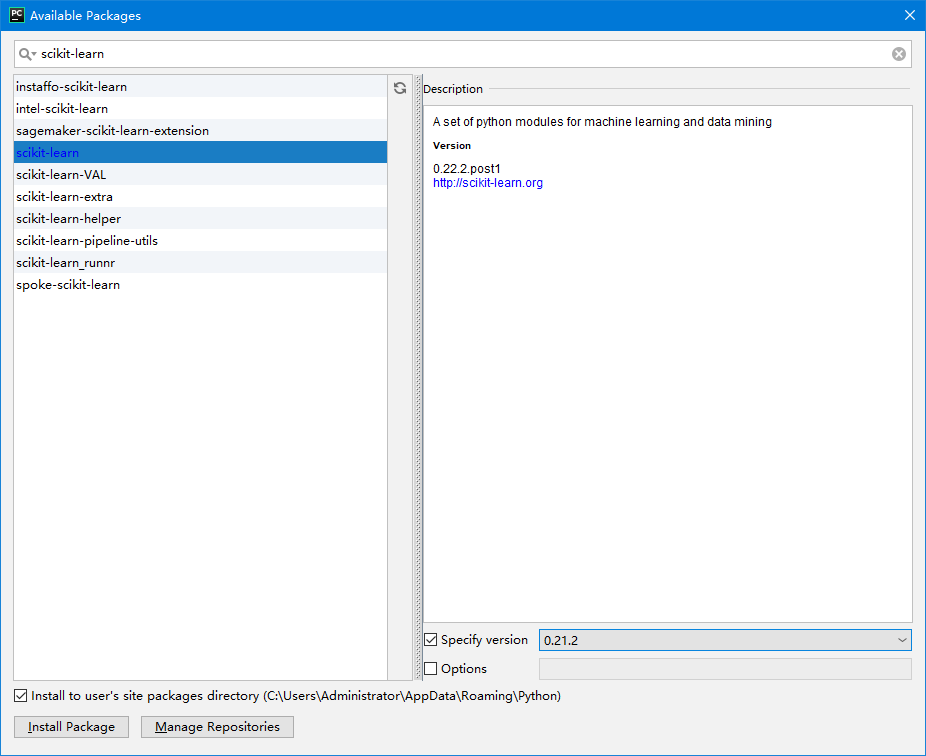 PC
Available Packages
scikit-learn
instaffo-scikit-learn
intel-scikit-learn
sagemaker-scikit-learn-extension
scikit-learn
scikit-learn-VAL
scikit-learn-extra
scikit-learn-helper
scikit-learn-pipeline-utils
scikit-learn_runnr
spoke-scikit-learn
Description
A set of python modules for machine learning and data mining
Version
0.22.2.post1
http://scikit-learn.org
Specify version 0.21.2
Options
Install to user's site packages directory (C:\Users\Administrator\AppData\Roaming\Python)
Install Package Manage Repositories